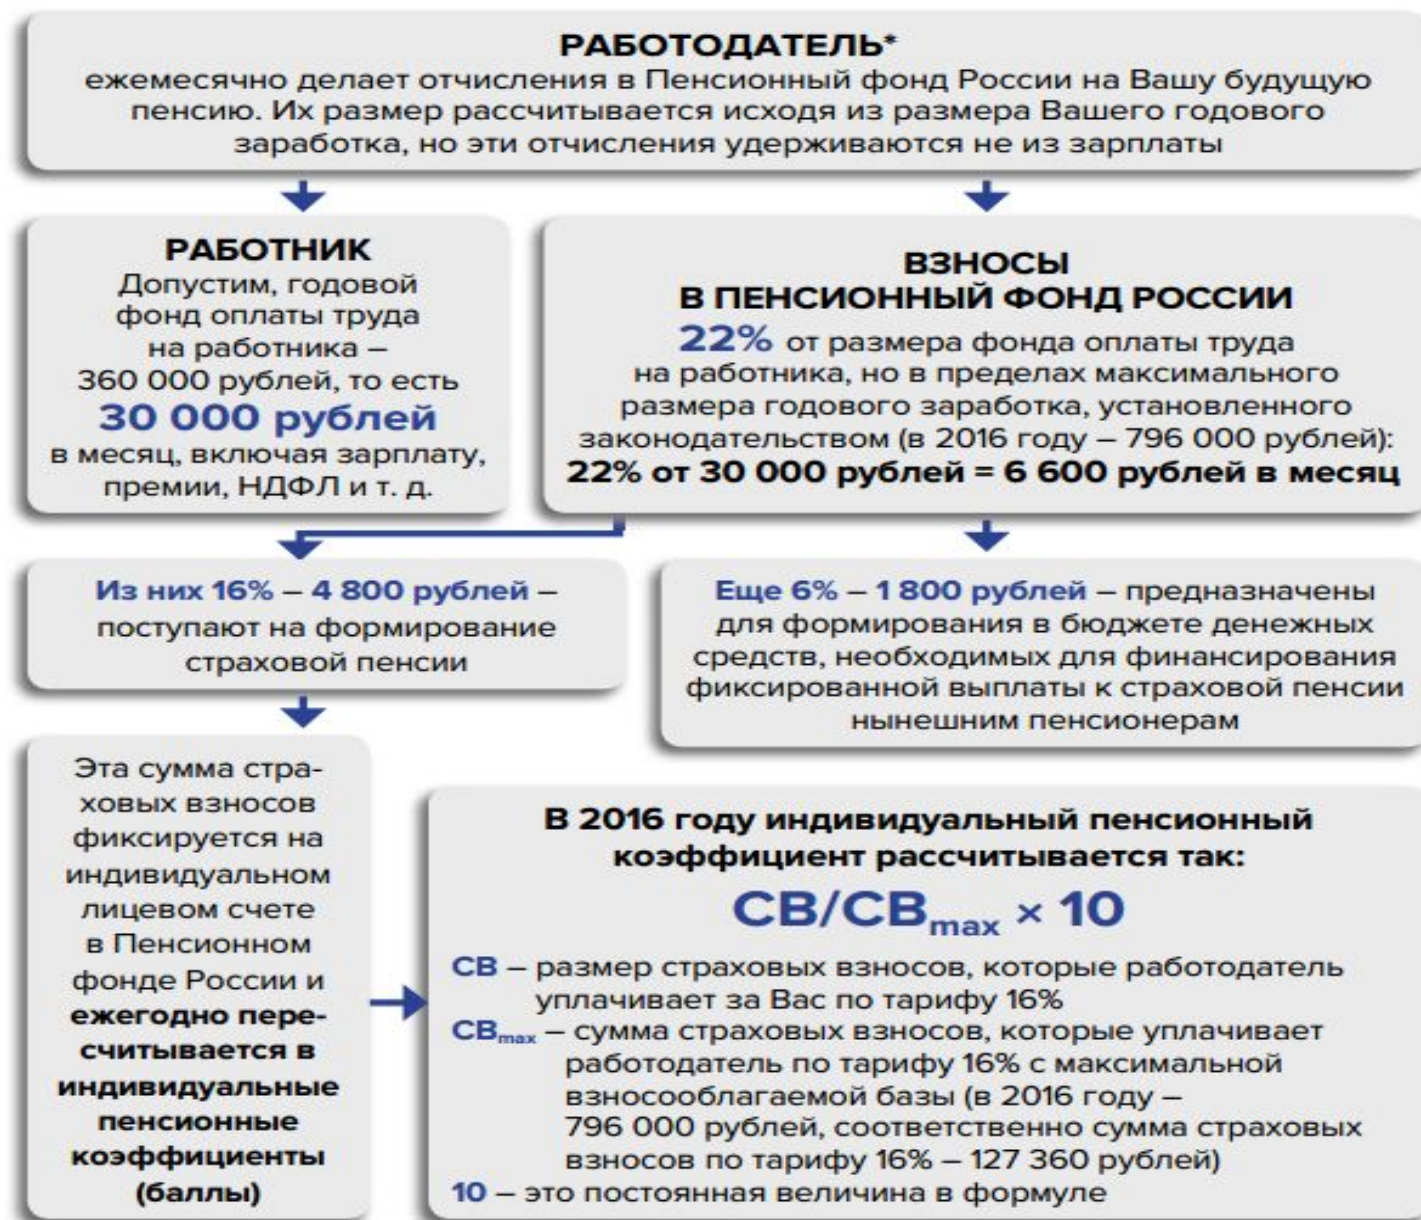 РАБОТОДАТЕЛЬ*
ежемесячно делает отчисления в Пенсионный фонд России на Вашу будущую
пенсию. Их размер рассчитывается исходя из размера Вашего годового
заработка, но эти отчисления удерживаются не из зарплаты
РАБОТНИК
Допустим, годовой
фонд оплаты труда
на работника –
360 000 рублей, то есть
30 000 рублей
в месяц, включая зарплату,
премии, НДФЛ и т. д.
ВЗНОСЫ
В ПЕНСИОННЫЙ ФОНД РОССИИ
22% от размера фонда оплаты труда
на работника, но в пределах максимального
размера годового заработка, установленного
законодательством (в 2016 году – 796 000 рублей):
22% от 30 000 рублей = 6 600 рублей в месяц
Из них 16% – 4 800 рублей –
поступают на формирование
страховой пенсии
Еще 6% – 1 800 рублей – предназначены
для формирования в бюджете денежных
средств, необходимых для финансирования
фиксированной выплаты к страховой пенсии
нынешним пенсионерам
Эта сумма стра-
ховых взносов
фиксируется на
индивидуальном
лицевом счете
в Пенсионном
фонде России и
ежегодно пере-
считывается в
индивидуальные
пенсионные
коэффициенты
(баллы)
В 2016 году индивидуальный пенсионный
коэффициент рассчитывается так:
СВ/СВmax × 10
СВ – размер страховых взносов, которые работодатель
уплачивает за Вас по тарифу 16%
СВmax – сумма страховых взносов, которые уплачивает
работодатель по тарифу 16% с максимальной
взносооблагаемой базы (в 2016 году –
796 000 рублей, соответственно сумма страховых
взносов по тарифу 16% – 127 360 рублей)
10 – это постоянная величина в формуле